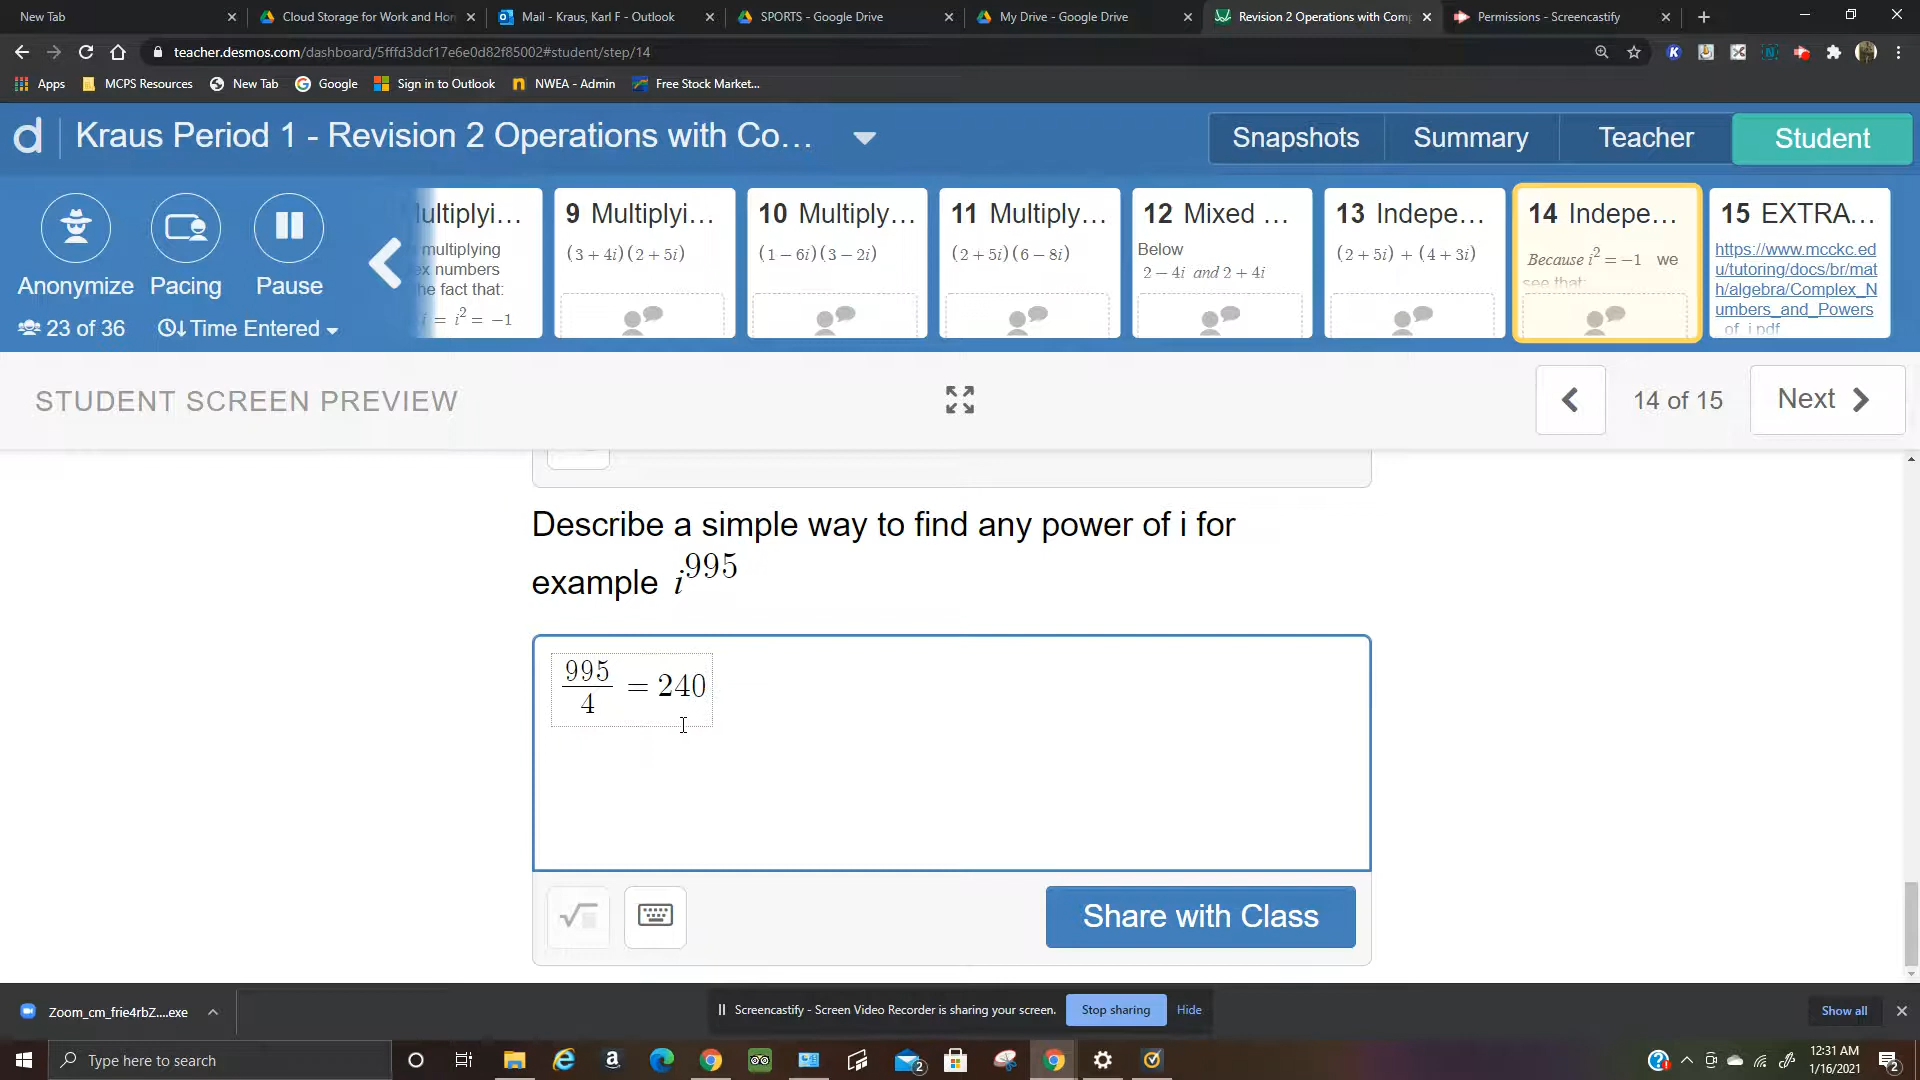 New Tab
Cloud Storage for Work and Hom
Mail - Kraus, Karl F - Outlook
SPORTS - Google Drive
My Drive - Google Drive
Revision 2 Operations with Comp
Permissions - Screencastify
teacher.desmos.com/dashboard/5fffd3dcf17e6e0d82f85002#student/step/14
Apps
MCPS Resources
New Tab
Google
Sign in to Outlook
NWEA - Admin
Free Stock Market...
d
Kraus Period 1 - Revision 2 Operations with Co...
Snapshots
Summary
Teacher
Student
Anonymize
Pacing
Pause
23 of 36
Time Entered
ultiplyi...
multiplying
ex numbers
he fact that:
i = i² = −1
9 Multiplyi...
(3 + 4i)(2 + 5i)
10 Multiply...
(1 − 6i)(3 − 2i)
11 Multiply...
(2 + 5i)(6 − 8i)
12 Mixed ...
Below
2 − 4i and 2 + 4i
13 Indepe...
(2 + 5i) + (4 + 3i)
14 Indepe...
Because i² = −1 we
see that:
15 EXTRA...
https://www.mcckc.ed
u/tutoring/docs/br/mat
h/algebra/Complex_N
umbers_and_Powers
_of_i.pdf
STUDENT SCREEN PREVIEW
14 of 15
Next
Describe a simple way to find any power of i for
example i⁹⁹⁵
995/4 = 240
Share with Class
Zoom_cm_frie4rbZ....exe
Screencastify - Screen Video Recorder is sharing your screen.
Stop sharing
Hide
Show all
Type here to search
12:31 AM
1/16/2021